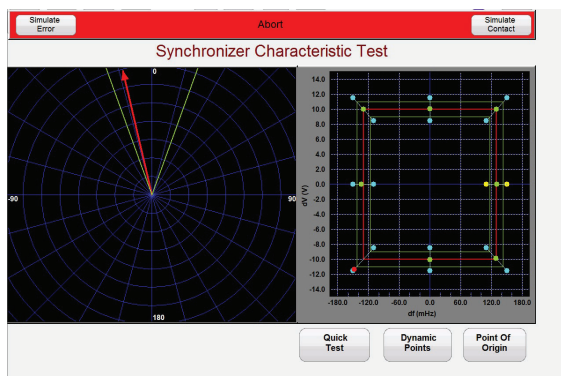 Simulate
Error
Abort
Simulate
Contact
Synchronizer Characteristic Test
0
-90
90
180
14.0
12.0
10.0
8.0
6.0
4.0
2.0
0.0
-2.0
-4.0
-6.0
-8.0
-10.0
-12.0
-14.0
dV (V)
-180.0
-120.0
-60.0
0.0
60.0
120.0
180.0
df (mHz)
Quick
Test
Dynamic
Points
Point Of
Origin